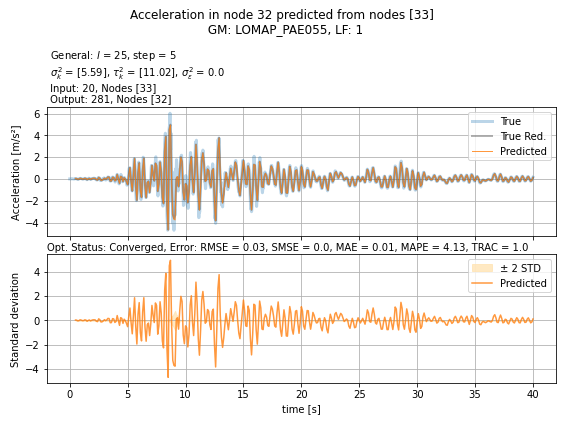 Acceleration in node 32 predicted from nodes [33]
GM: LOMAP_PAE055, LF: 1
General: l = 25, step = 5
σ²ₖ = [5.59], τ²ₖ = [11.02], σ²ε = 0.0
Input: 20, Nodes [33]
Output: 281, Nodes [32]
6
4
2
0
−2
−4
Acceleration [m/s²]
True
True Red.
Predicted
Opt. Status: Converged, Error: RMSE = 0.03, SMSE = 0.0, MAE = 0.01, MAPE = 4.13, TRAC = 1.0
4
2
0
−2
−4
Standard deviation
± 2 STD
Predicted
0 5 10 15 20 25 30 35 40
time [s]